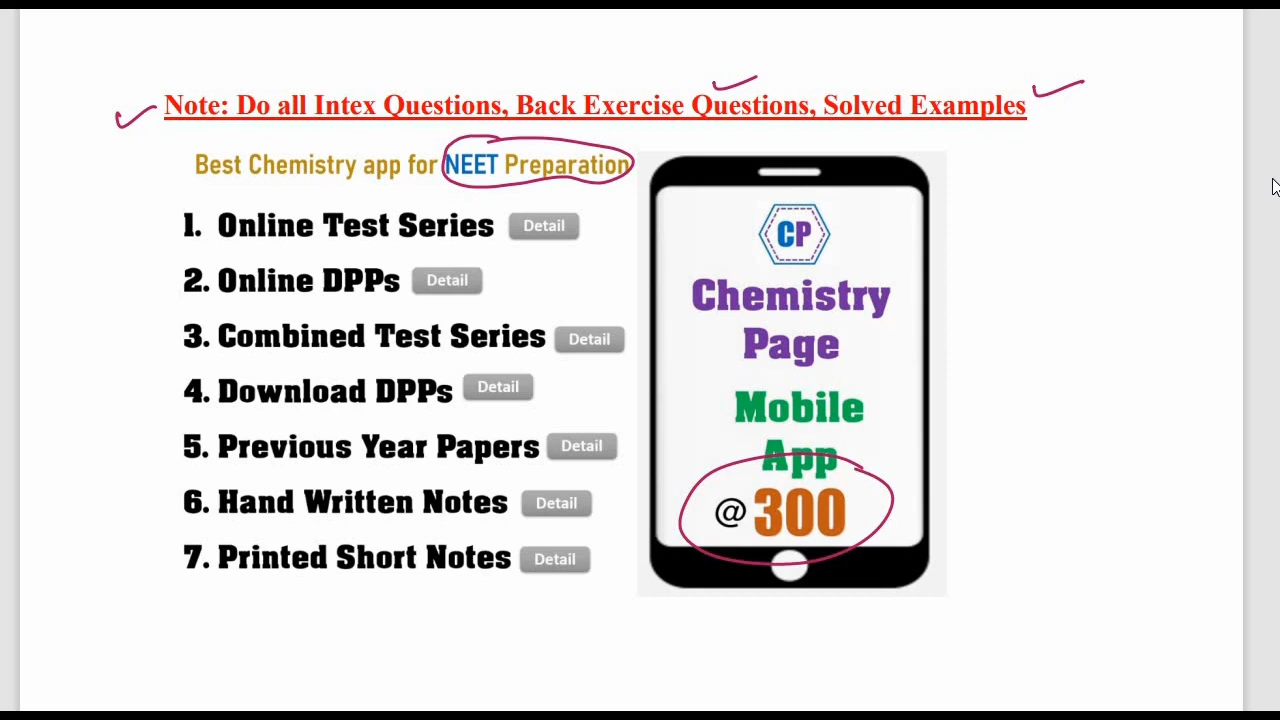 Note: Do all Intex Questions, Back Exercise Questions, Solved Examples
Best Chemistry app for NEET Preparation
1. Online Test Series Detail
2. Online DPPs Detail
3. Combined Test Series Detail
4. Download DPPs Detail
5. Previous Year Papers Detail
6. Hand Written Notes Detail
7. Printed Short Notes Detail
CP
Chemistry
Page
Mobile
App
@ 300